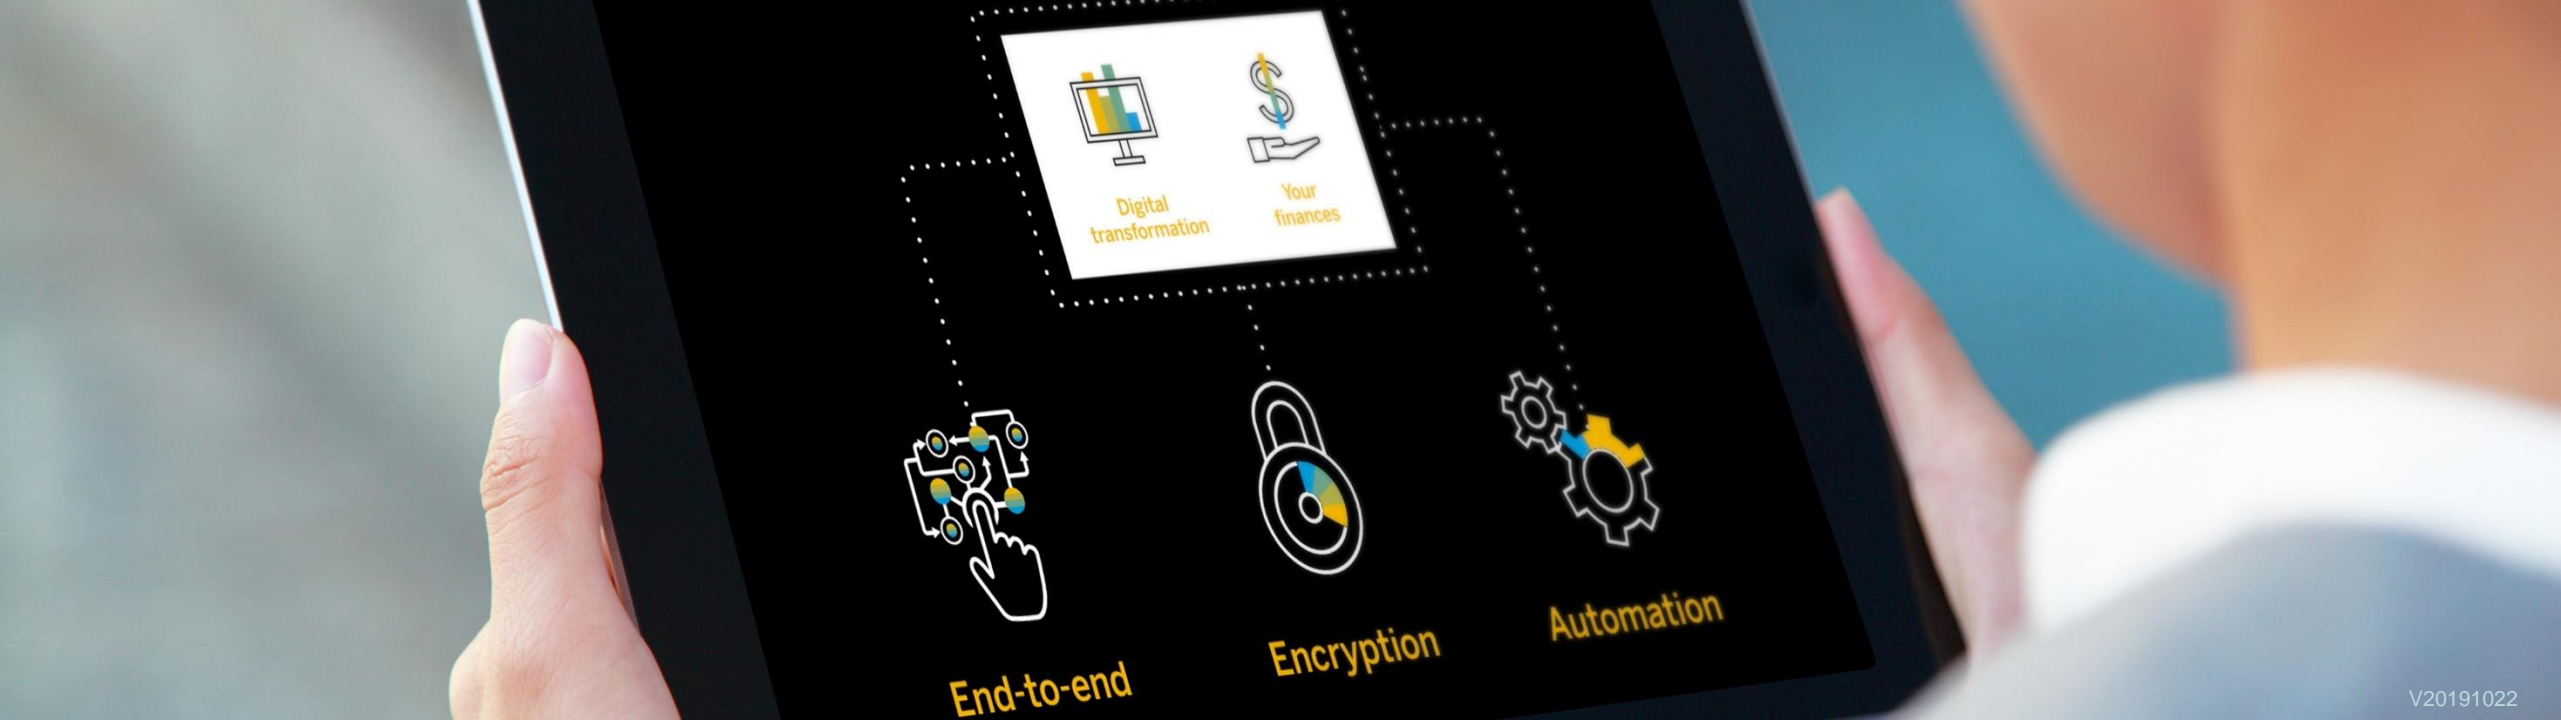 Digital
transformation
Your
finances
End-to-end
Encryption
Automation
V20191022